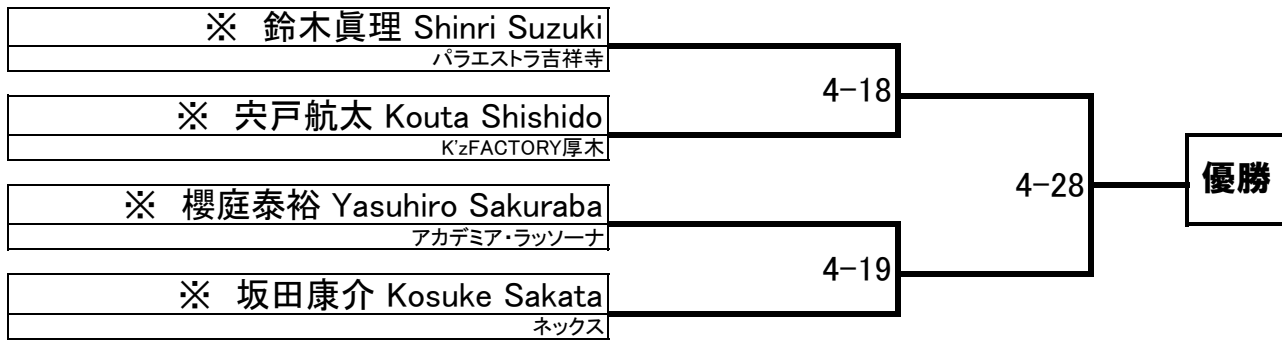 ※ 鈴木眞理 Shinri Suzuki
パラエストラ吉祥寺
4-18
※ 宍戸航太 Kouta Shishido
K'zFACTORY厚木
4-28
優勝
※ 櫻庭泰裕 Yasuhiro Sakuraba
アカデミア・ラッソーナ
4-19
※ 坂田康介 Kosuke Sakata
ネックス